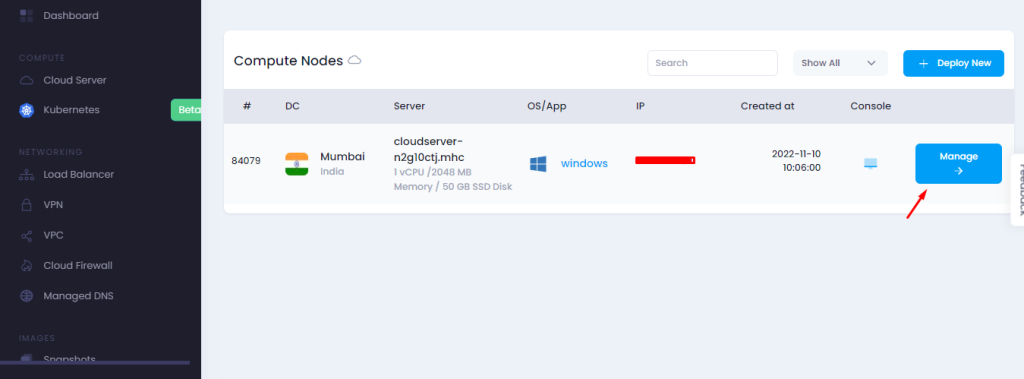 Dashboard
COMPUTE
Cloud Server
Kubernetes Beta
NETWORKING
Load Balancer
VPN
VPC
Cloud Firewall
Managed DNS
IMAGES
Snapshots
Compute Nodes
Search
Show All
Deploy New
# DC Server OS/App IP Created at Console
84079
Mumbai
India
cloudserver-
n2g10ctj.mhc
1 vCPU /2048 MB
Memory / 50 GB SSD Disk
windows
2022-11-10
10:06:00
Manage
Feedback